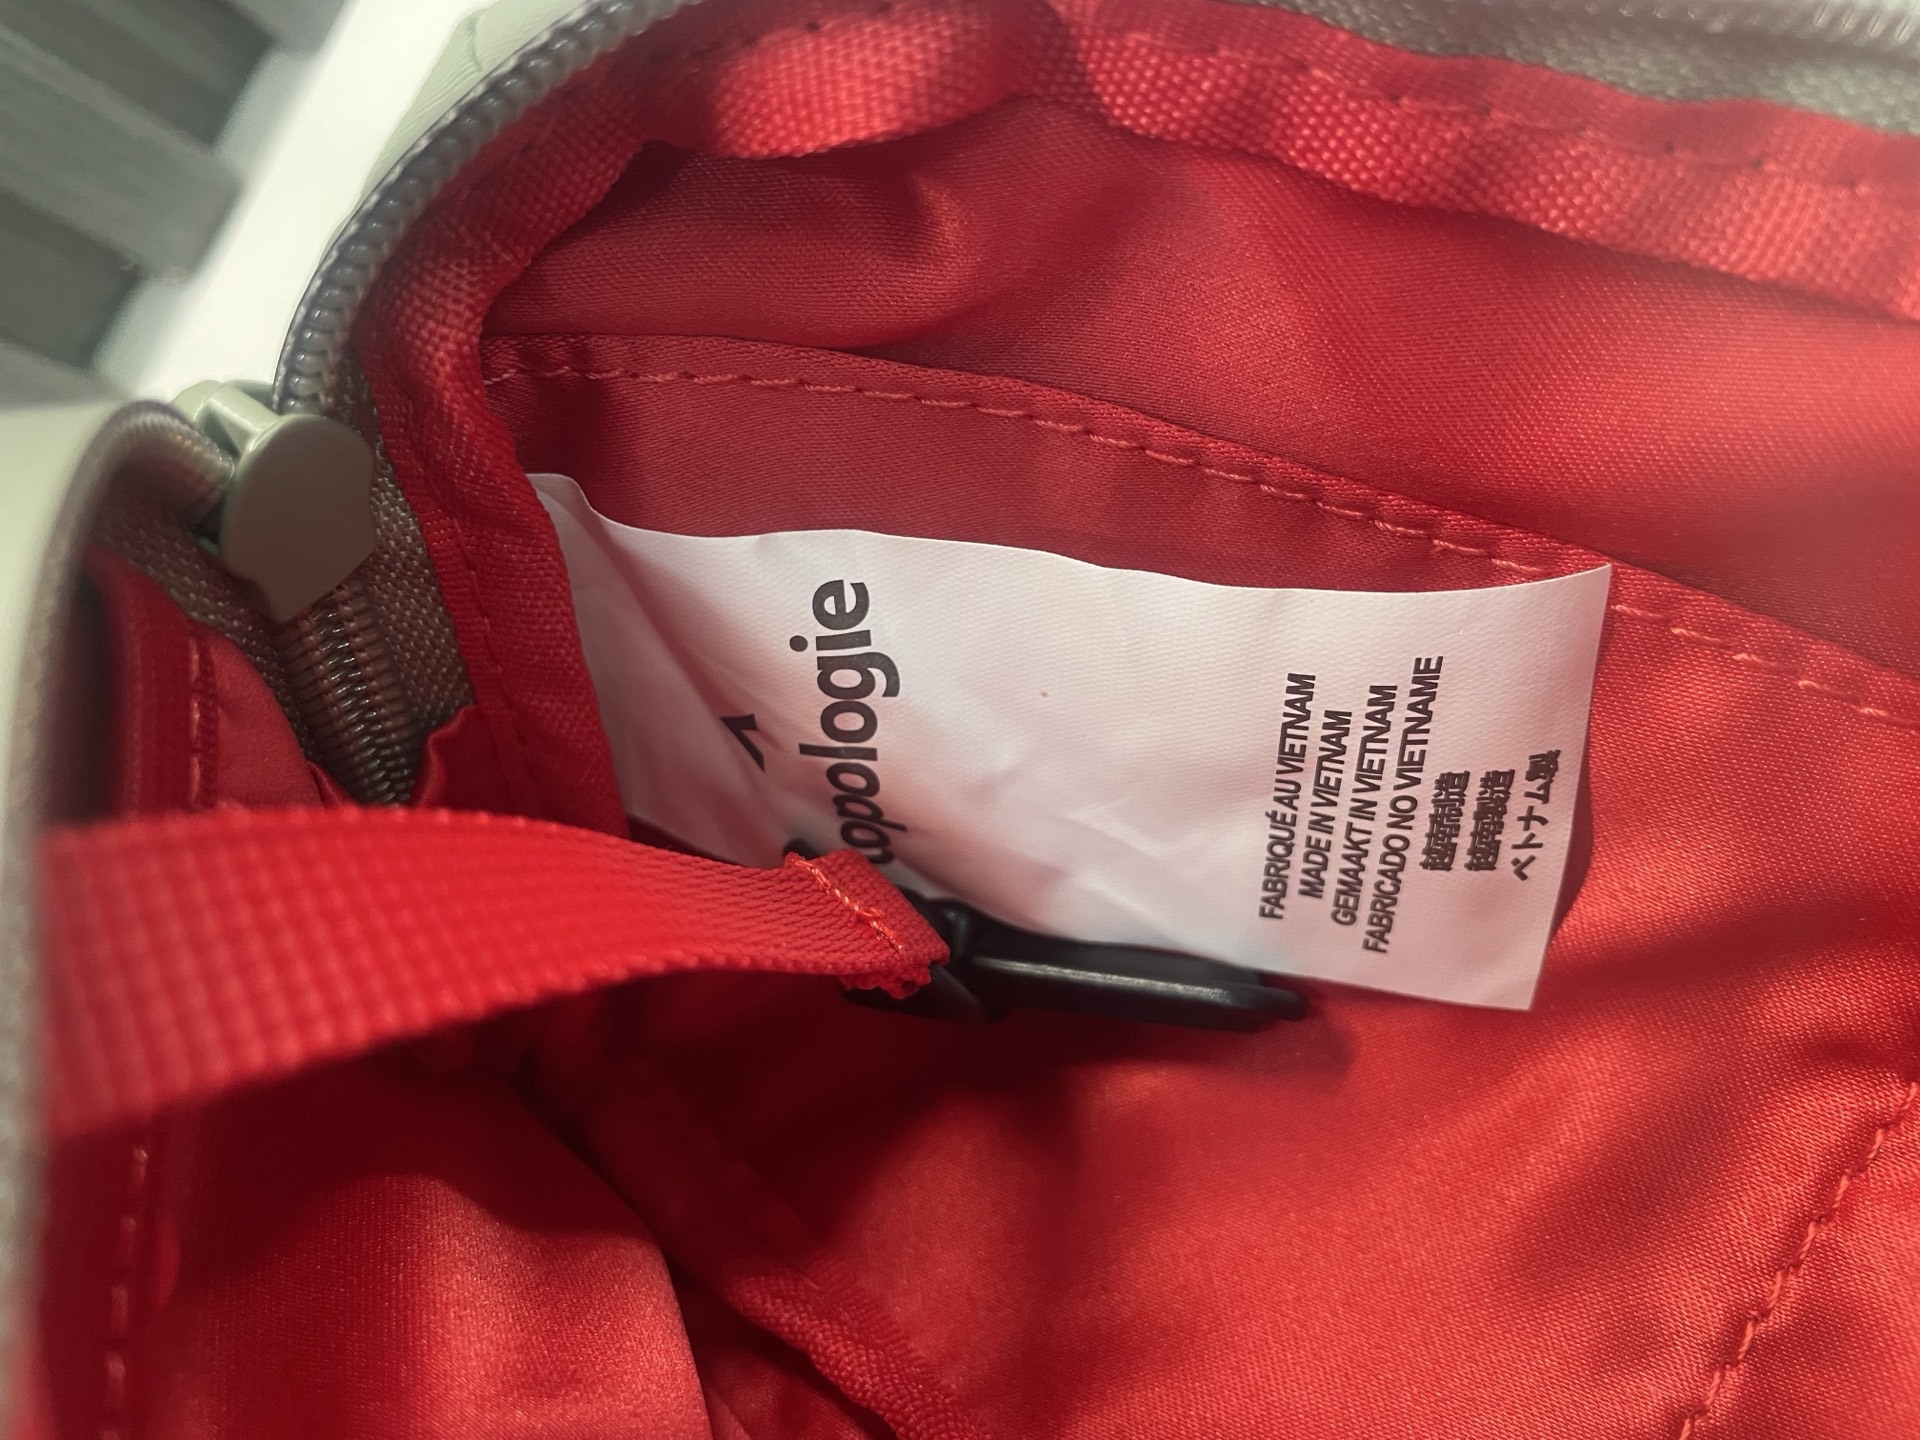 topologie
FABRIQUÉ AU VIETNAM
MADE IN VIETNAM
GEMAAKT IN VIETNAM
FABRICADO NO VIETNAME
越南制造
越南製造
ベトナム製